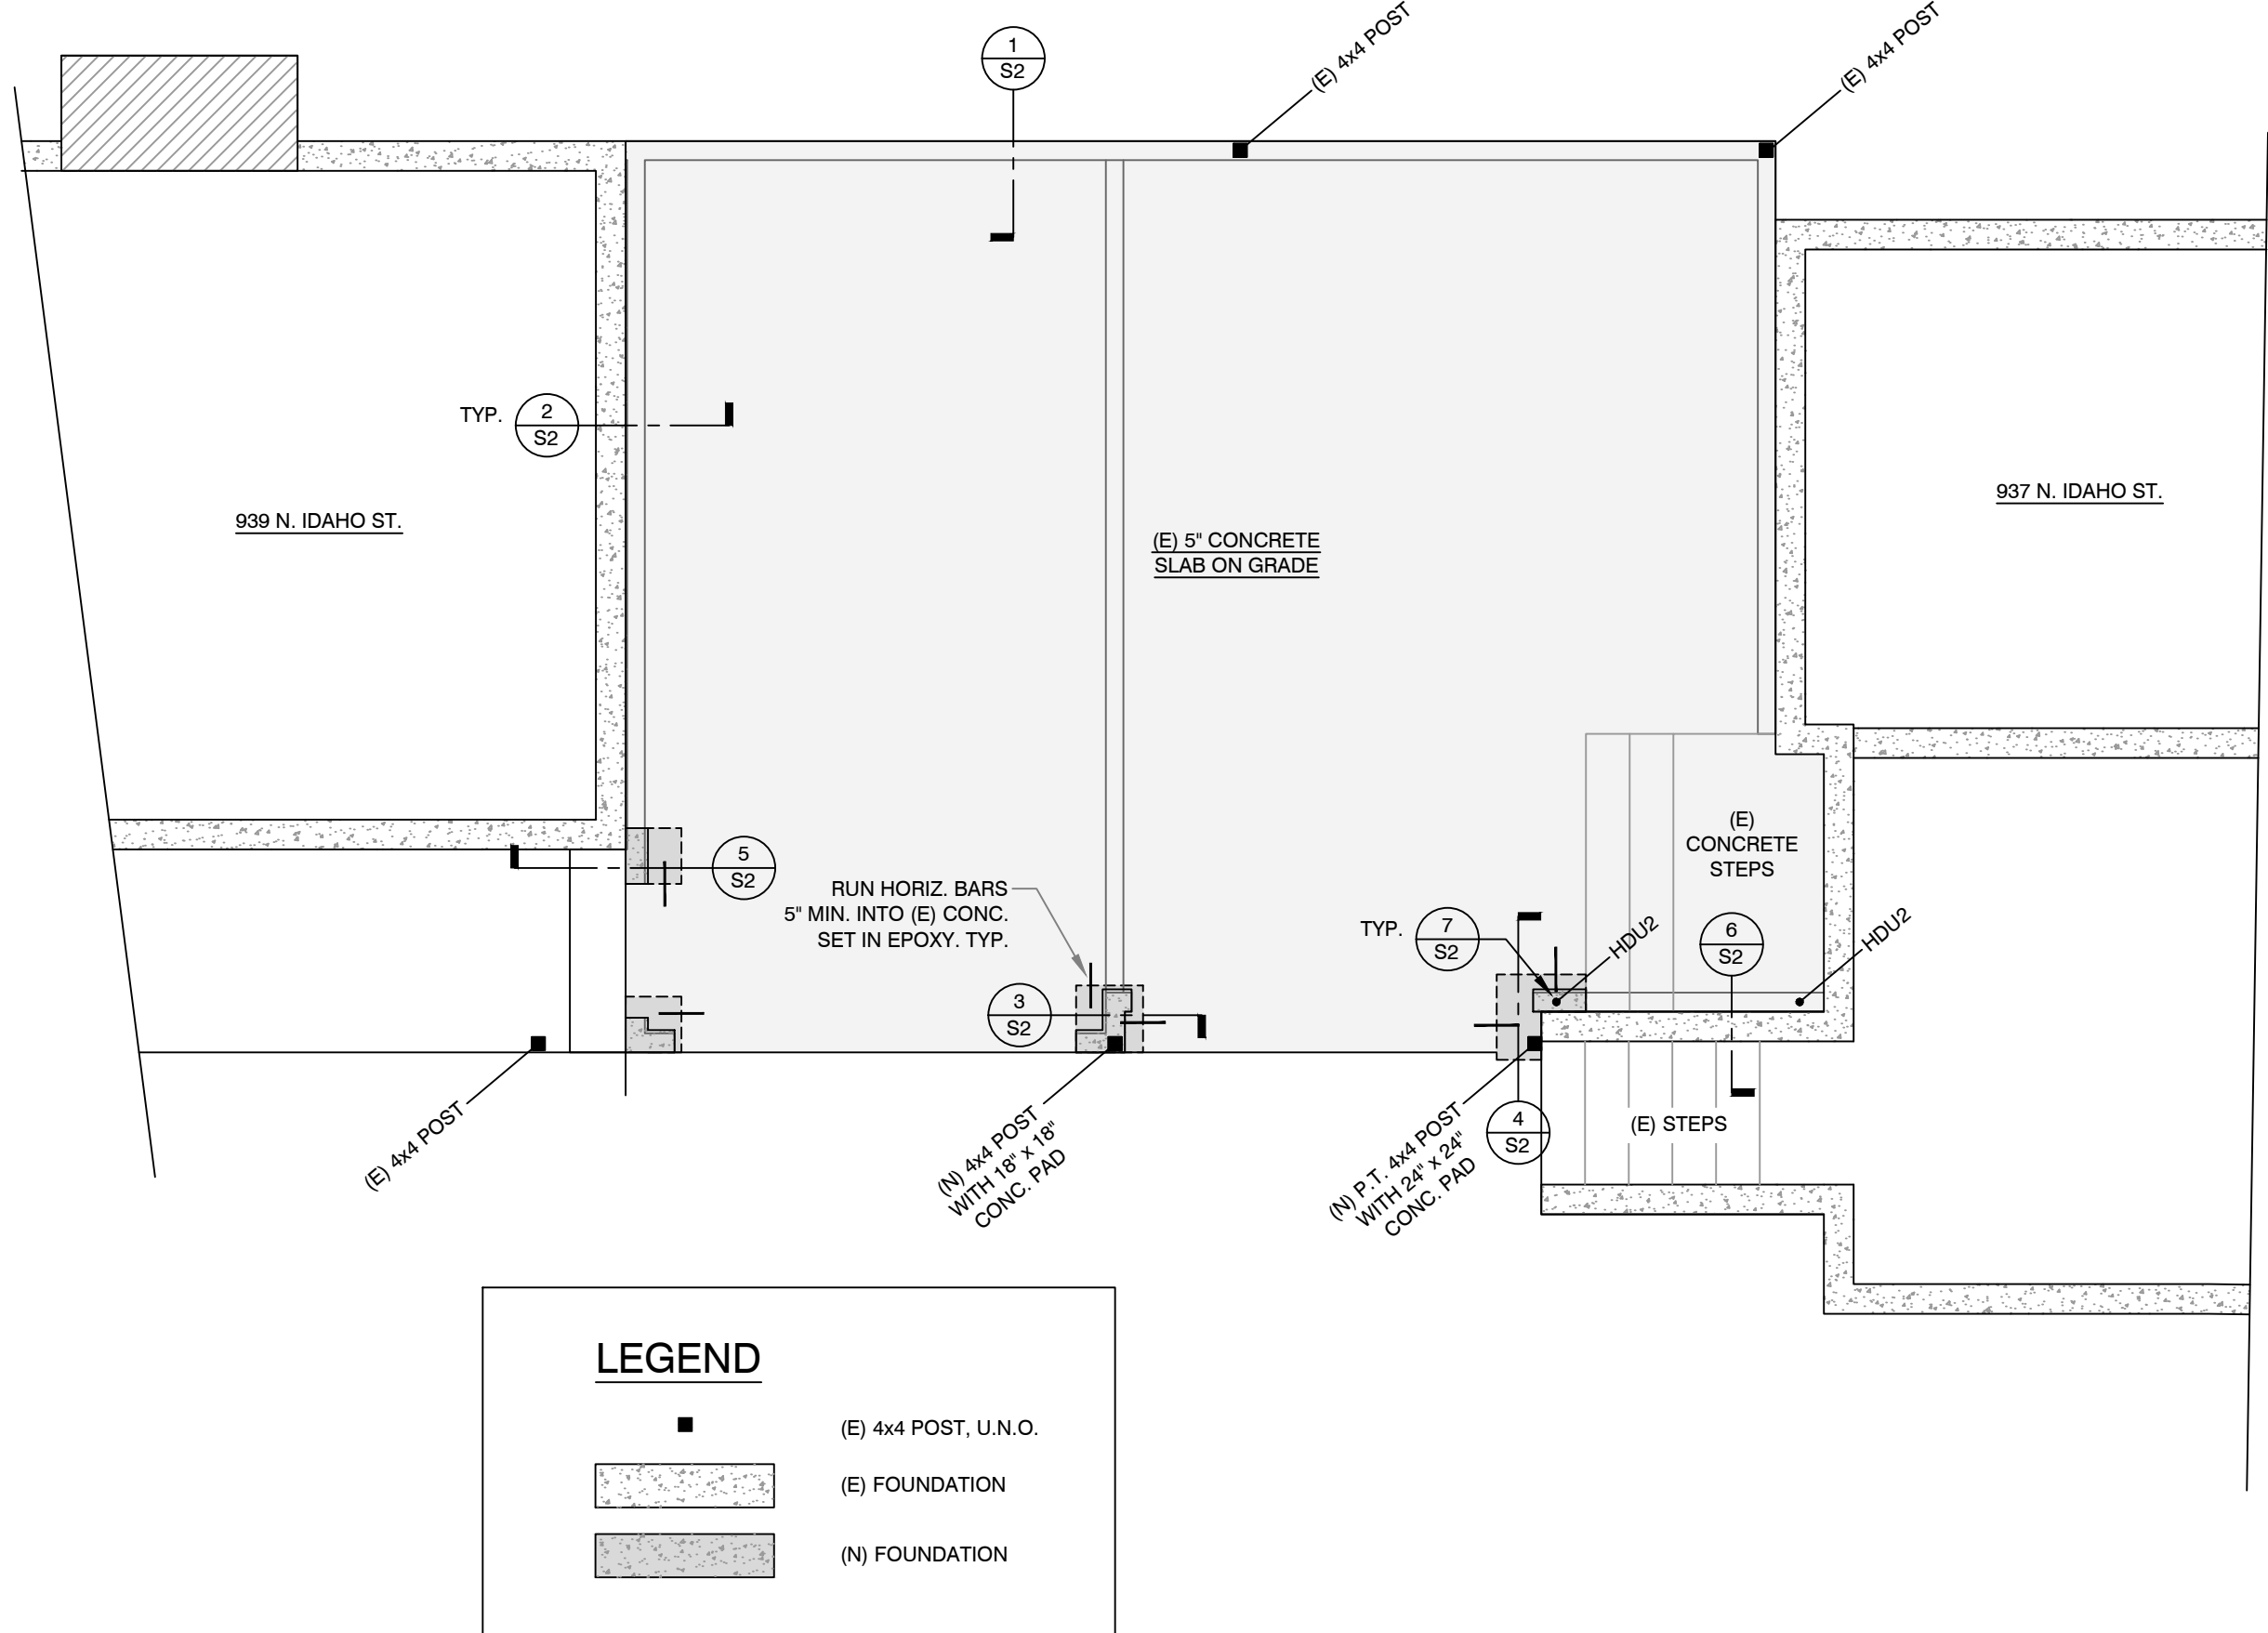 1
S2
(E) 4x4 POST
(E) 4x4 POST
TYP.
2
S2
939 N. IDAHO ST.
937 N. IDAHO ST.
(E) 5" CONCRETE
SLAB ON GRADE
(E)
CONCRETE
STEPS
5
S2
RUN HORIZ. BARS
5" MIN. INTO (E) CONC.
SET IN EPOXY. TYP.
TYP.
7
S2
HDU2
6
S2
HDU2
3
S2
(E) 4x4 POST
(N) 4x4 POST
WITH 18" x 18"
CONC. PAD
(N) P.T. 4x4 POST
WITH 24" x 24"
CONC. PAD
4
S2
(E) STEPS
LEGEND
(E) 4x4 POST, U.N.O.
(E) FOUNDATION
(N) FOUNDATION